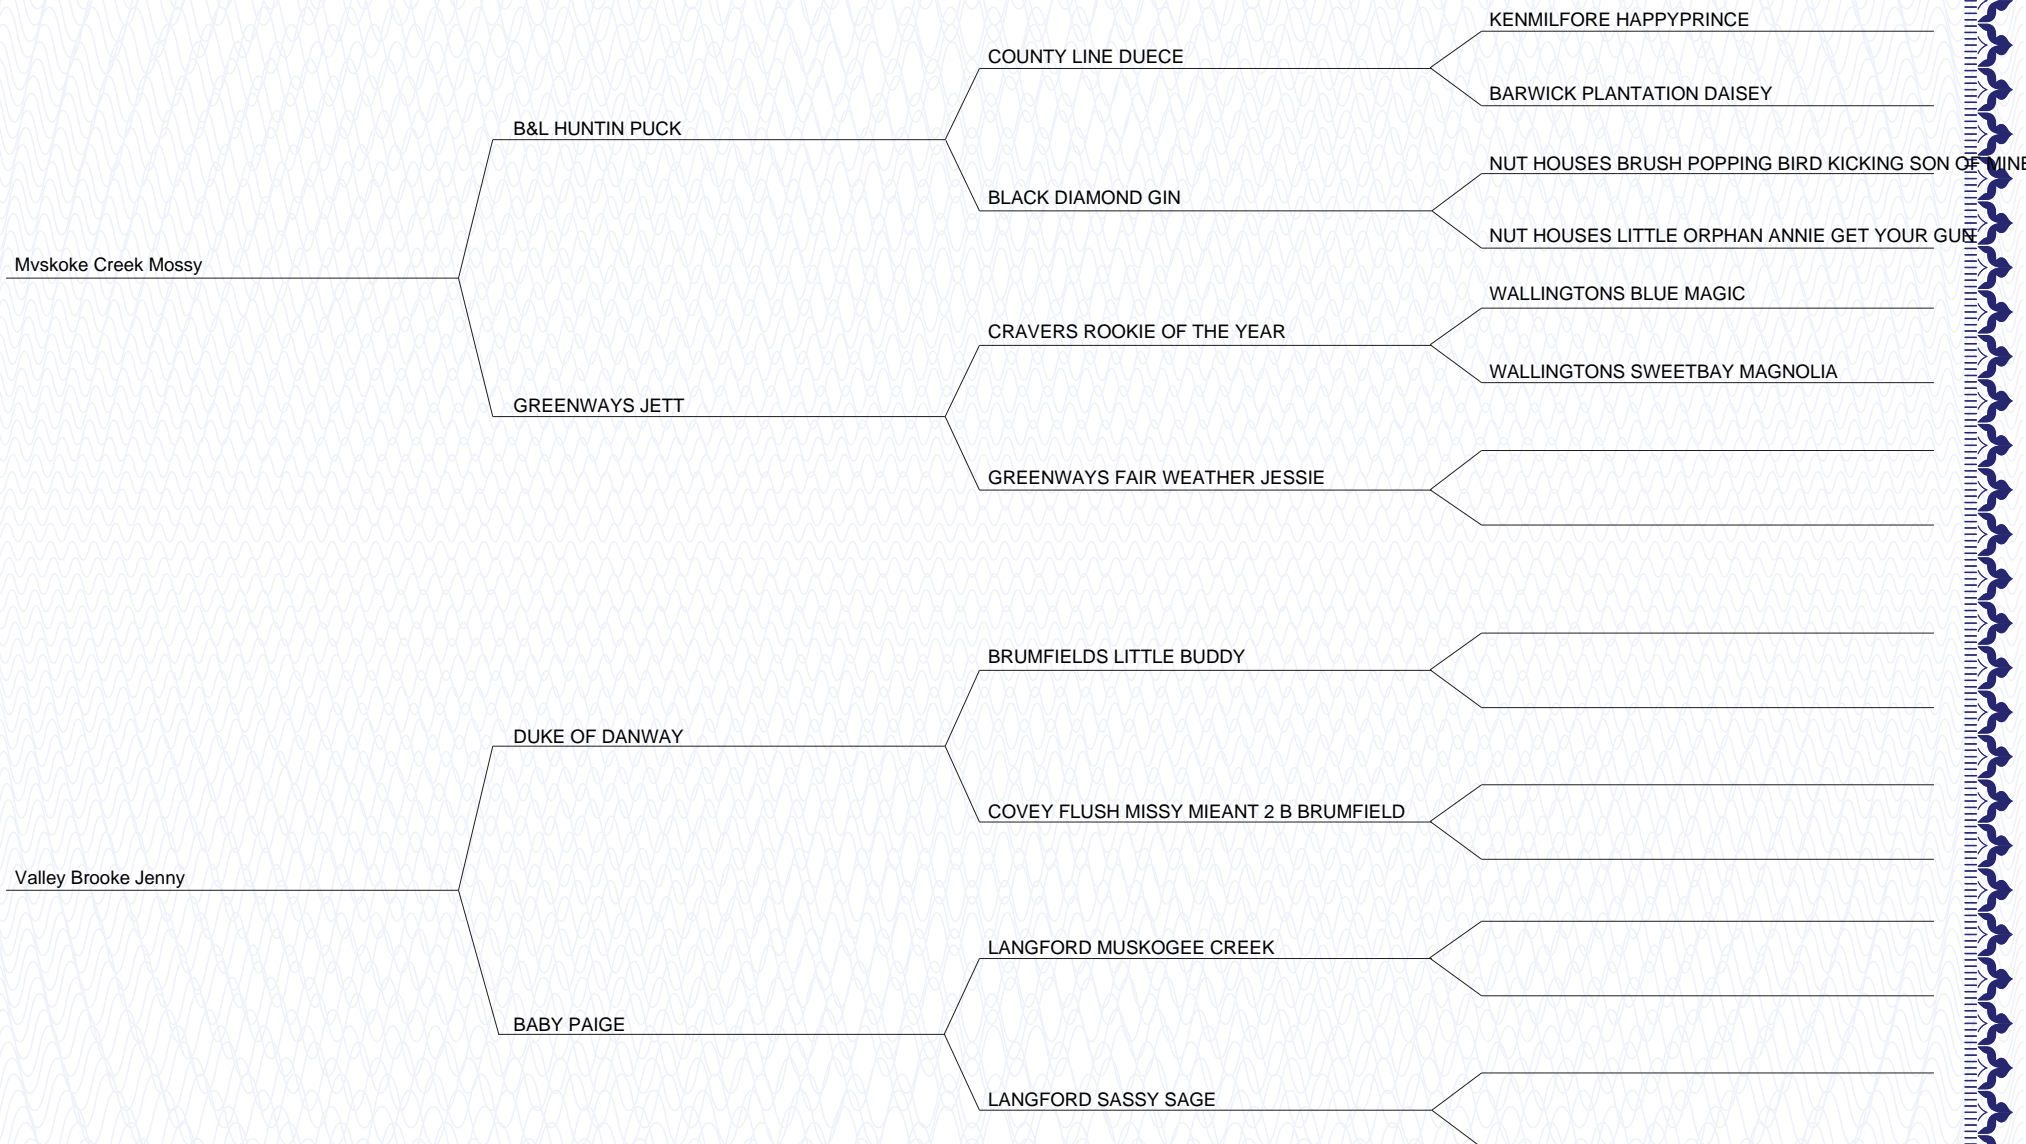 KENMILFORE HAPPYPRINCE
COUNTY LINE DUECE
BARWICK PLANTATION DAISEY
B&L HUNTIN PUCK
NUT HOUSES BRUSH POPPING BIRD KICKING SON OF MINE
BLACK DIAMOND GIN
NUT HOUSES LITTLE ORPHAN ANNIE GET YOUR GUN
Mvskoke Creek Mossy
WALLINGTONS BLUE MAGIC
CRAVERS ROOKIE OF THE YEAR
WALLINGTONS SWEETBAY MAGNOLIA
GREENWAYS JETT
GREENWAYS FAIR WEATHER JESSIE
BRUMFIELDS LITTLE BUDDY
DUKE OF DANWAY
COVEY FLUSH MISSY MIEANT 2 B BRUMFIELD
Valley Brooke Jenny
LANGFORD MUSKOGEE CREEK
BABY PAIGE
LANGFORD SASSY SAGE